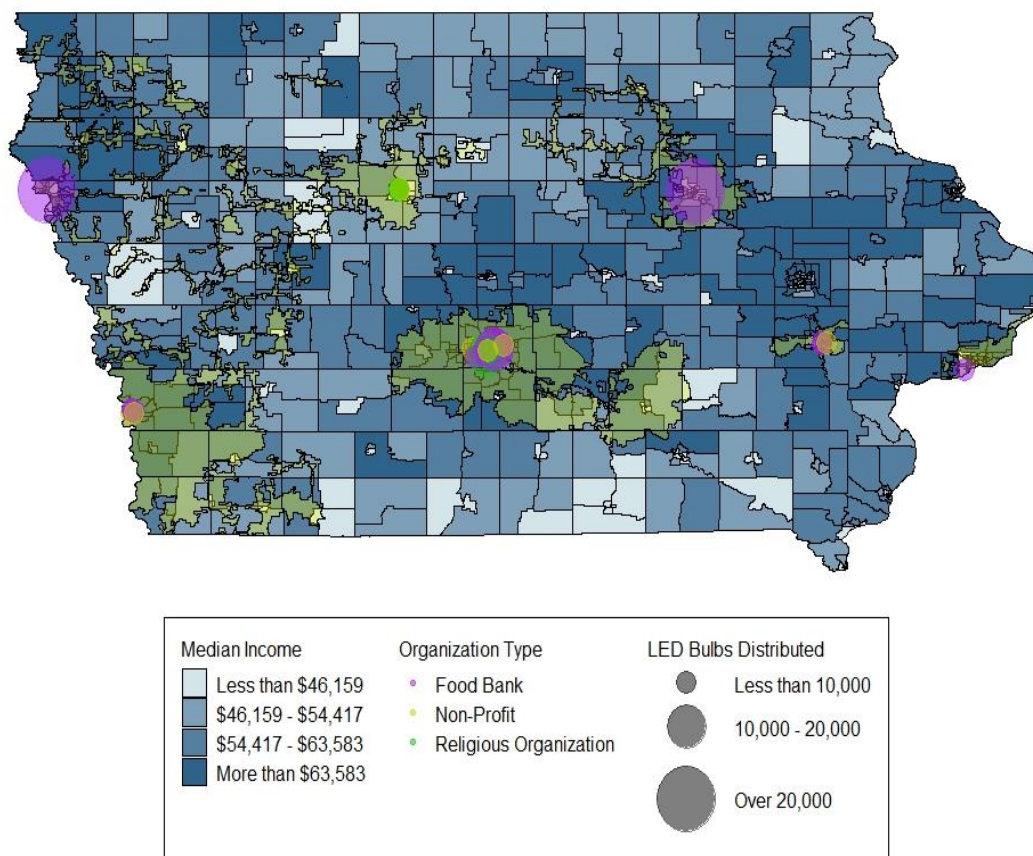 Median Income
Less than $46,159
$46,159 - $54,417
$54,417 - $63,583
More than $63,583
Organization Type
Food Bank
Non-Profit
Religious Organization
LED Bulbs Distributed
Less than 10,000
10,000 - 20,000
Over 20,000